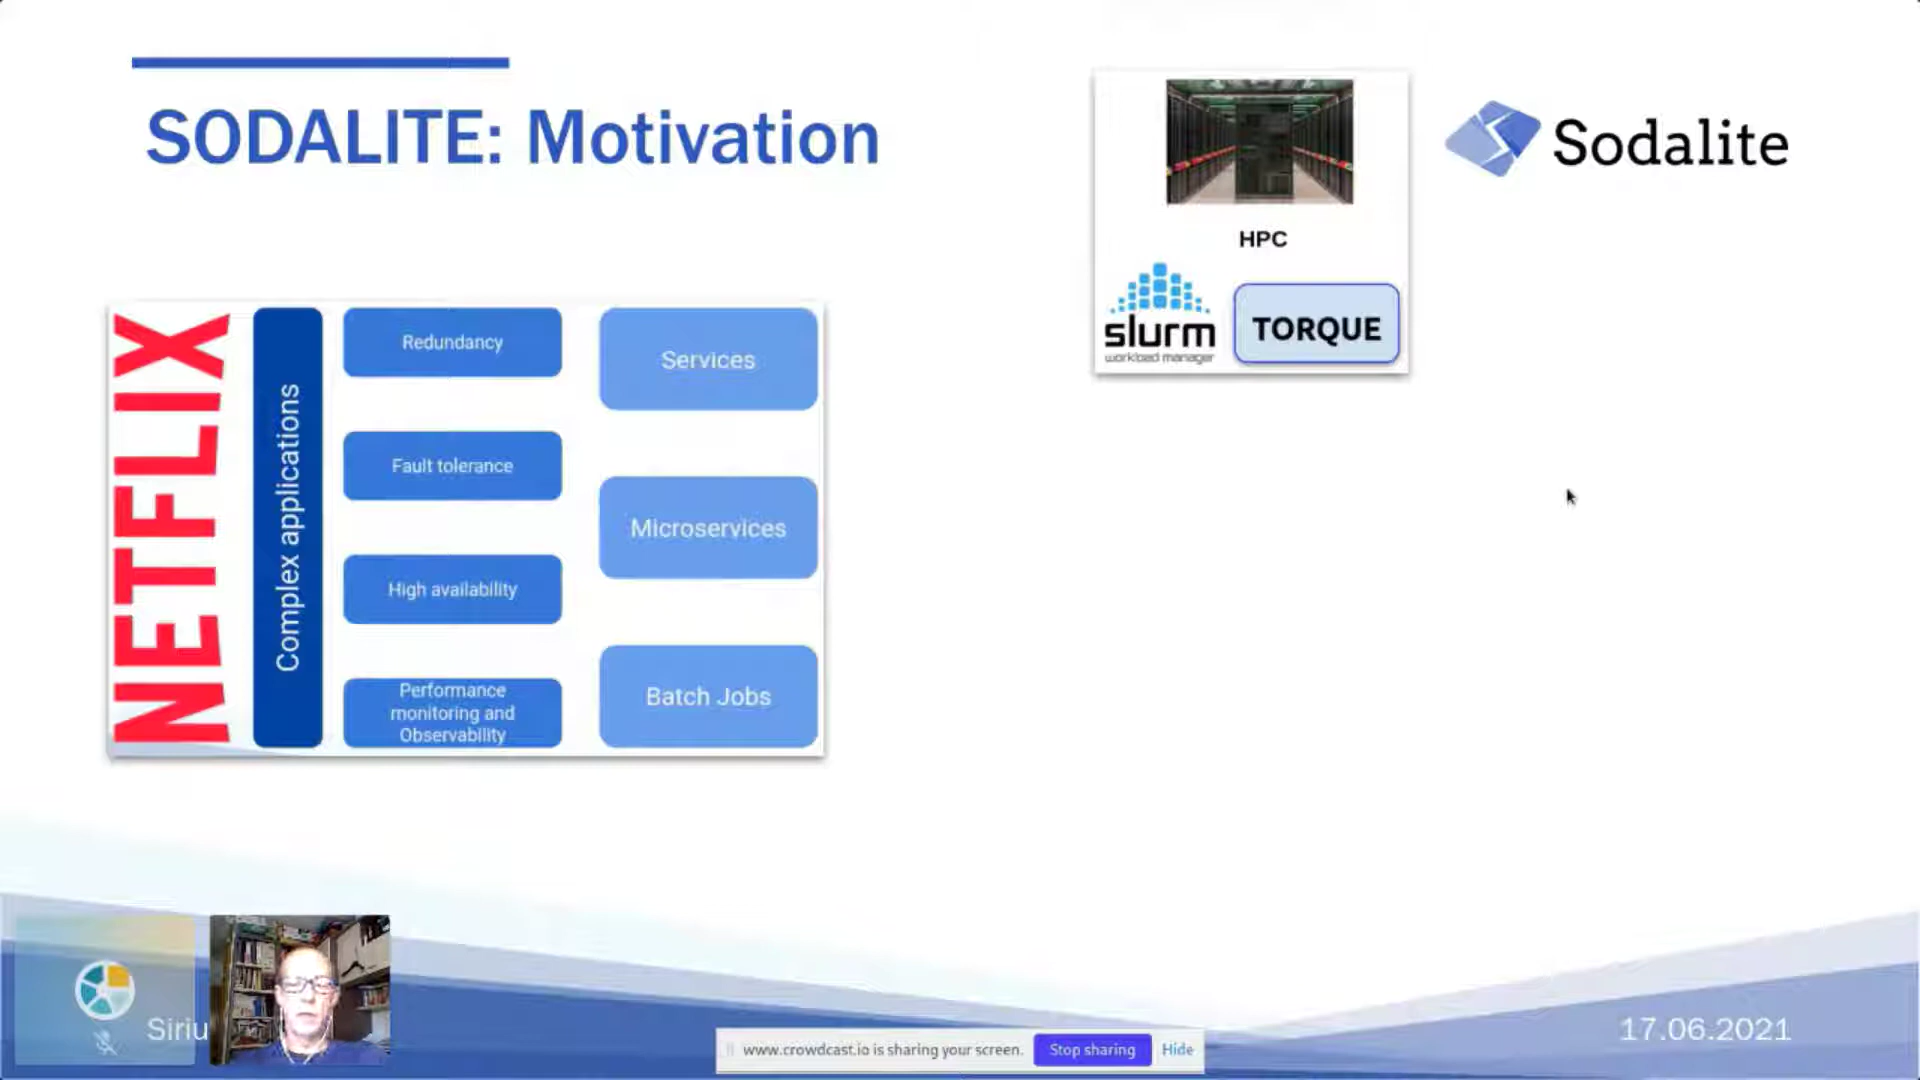 SODALITE: Motivation
HPC
slurm
workload manager
TORQUE
Sodalite
NETFLIX
Complex applications
Redundancy
Fault tolerance
High availability
Performance
monitoring and
Observability
Services
Microservices
Batch Jobs
Siriu
www.crowdcast.io is sharing your screen.
Stop sharing
Hide
17.06.2021